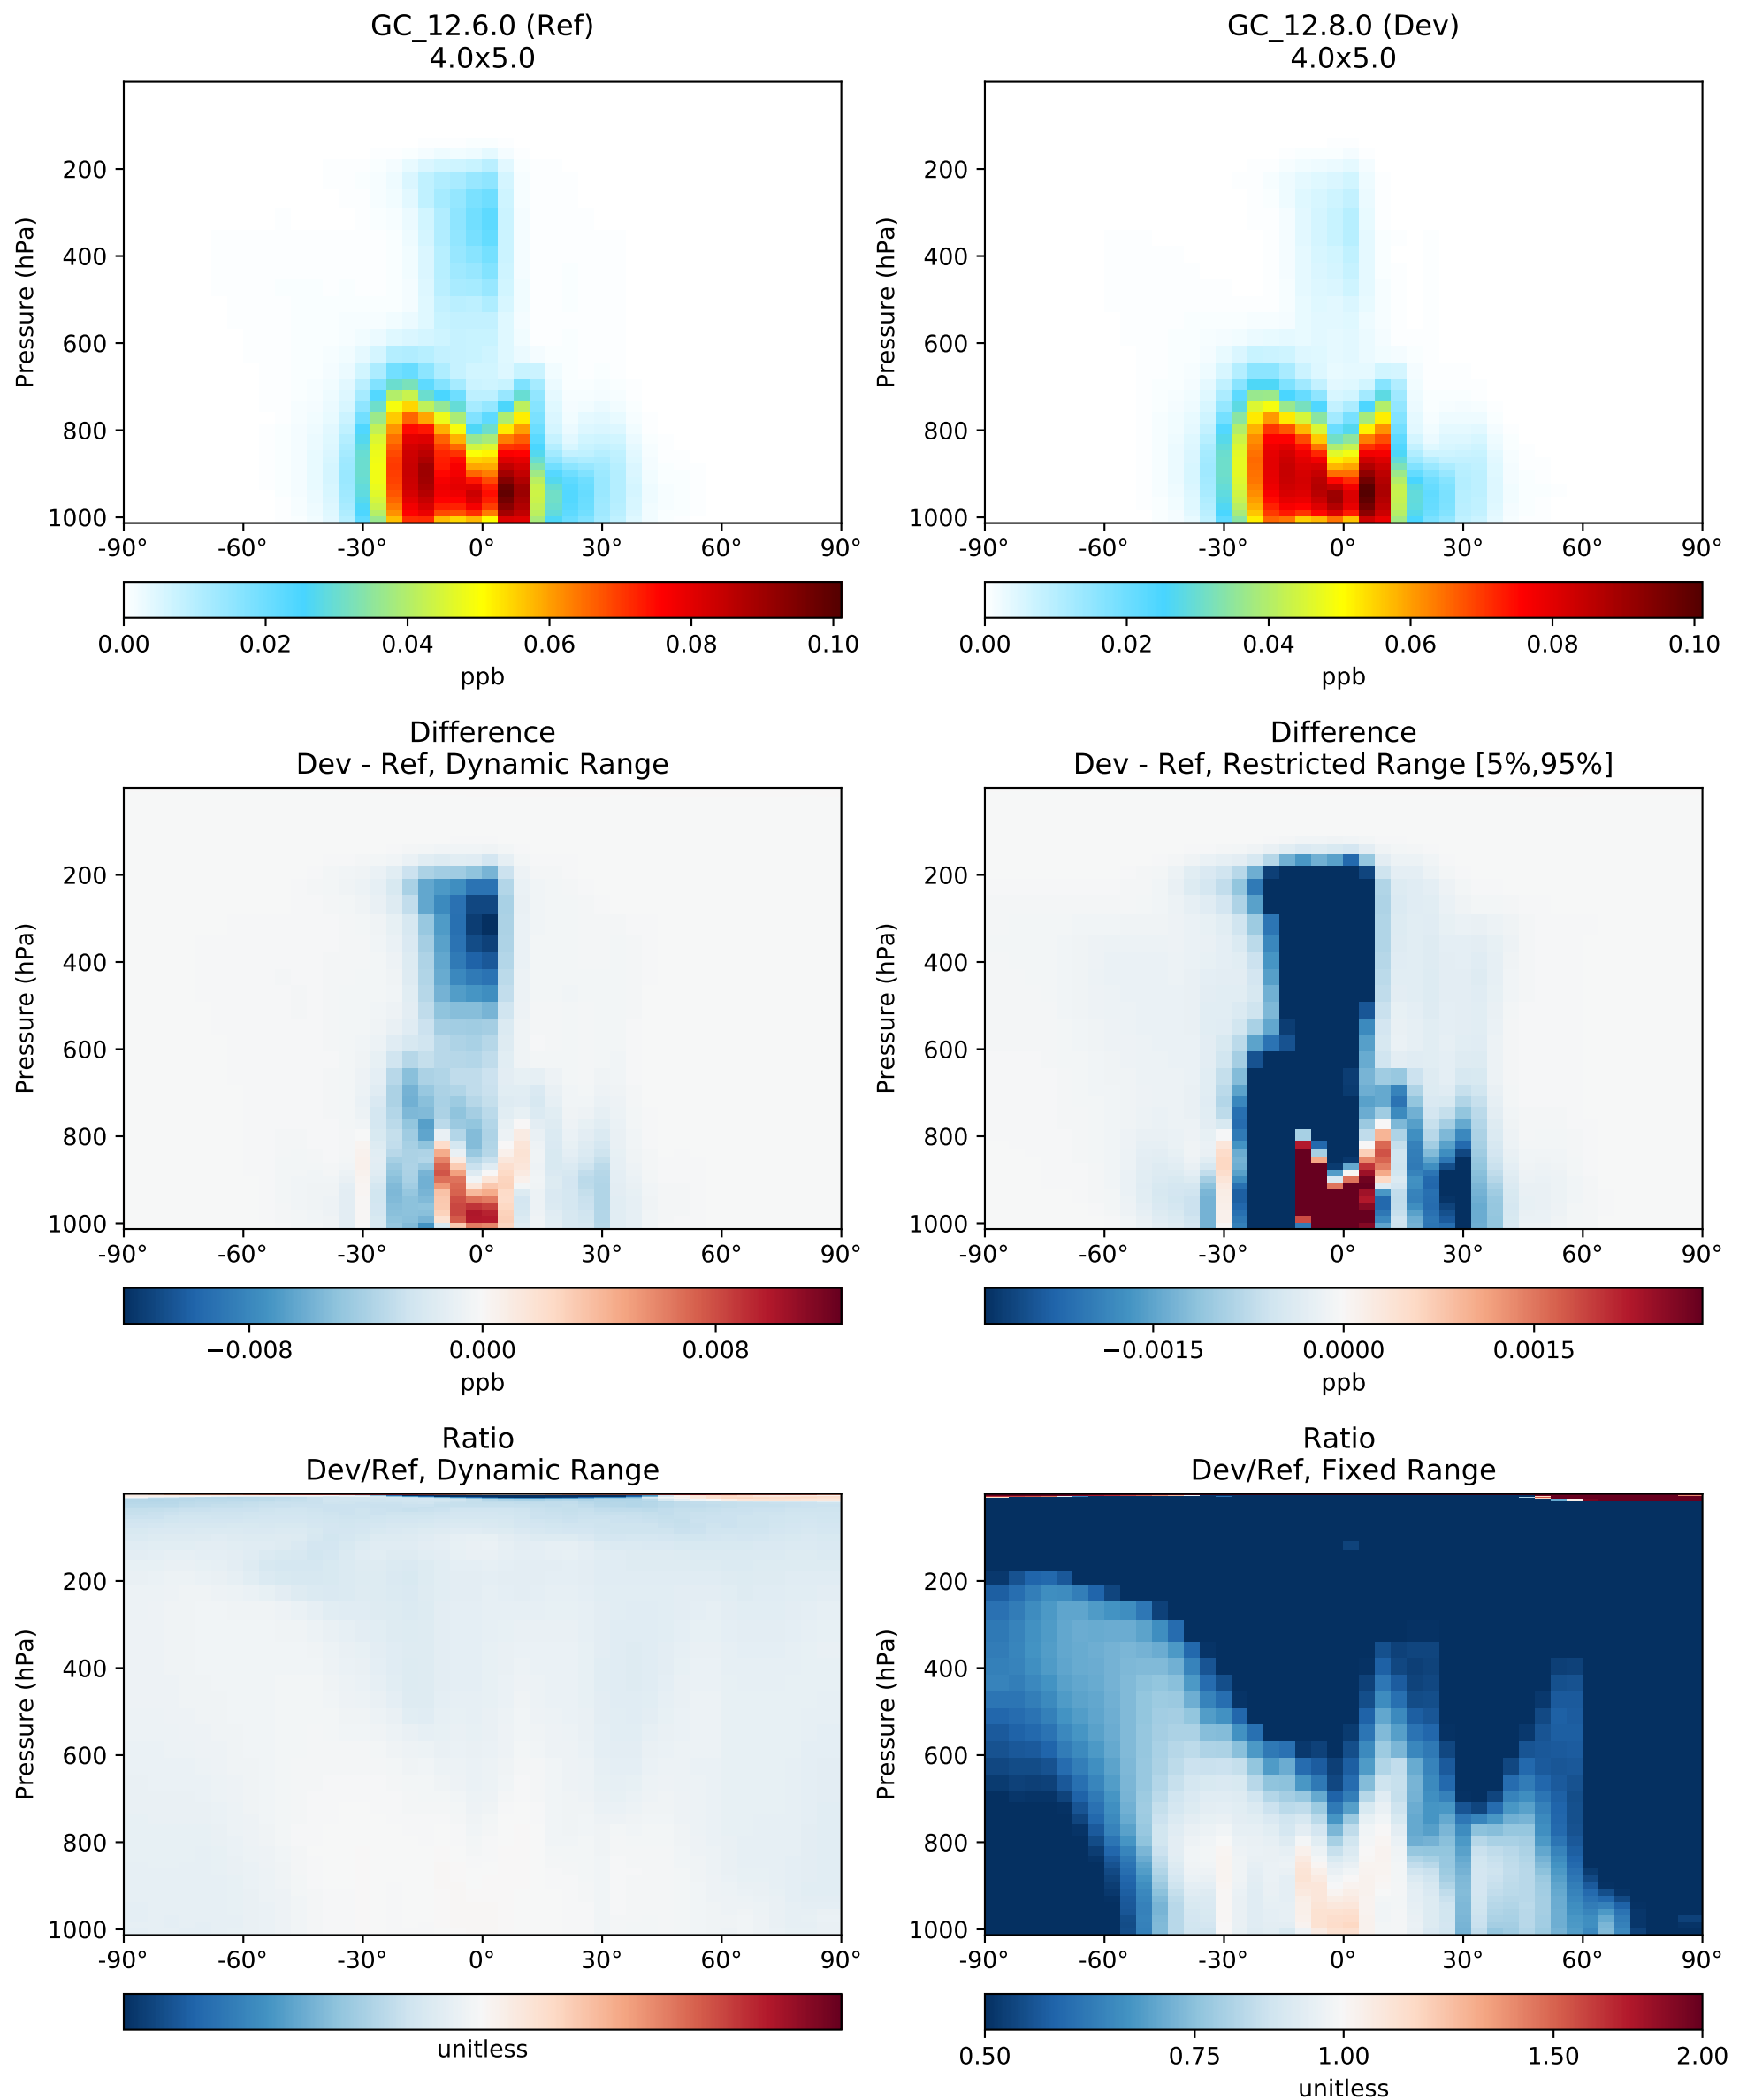 GC_12.6.0 (Ref)
4.0x5.0
GC_12.8.0 (Dev)
4.0x5.0
Pressure (hPa)
200
400
600
800
1000
-90° -60° -30° 0° 30° 60° 90°
0.00 0.02 0.04 0.06 0.08 0.10
ppb
Pressure (hPa)
200
400
600
800
1000
-90° -60° -30° 0° 30° 60° 90°
0.00 0.02 0.04 0.06 0.08 0.10
ppb
Difference
Dev - Ref, Dynamic Range
Difference
Dev - Ref, Restricted Range [5%,95%]
Pressure (hPa)
200
400
600
800
1000
-90° -60° -30° 0° 30° 60° 90°
−0.008 0.000 0.008
ppb
Pressure (hPa)
200
400
600
800
1000
-90° -60° -30° 0° 30° 60° 90°
−0.0015 0.0000 0.0015
ppb
Ratio
Dev/Ref, Dynamic Range
Ratio
Dev/Ref, Fixed Range
Pressure (hPa)
200
400
600
800
1000
-90° -60° -30° 0° 30° 60° 90°
unitless
Pressure (hPa)
200
400
600
800
1000
-90° -60° -30° 0° 30° 60° 90°
0.50 0.75 1.00 1.50 2.00
unitless